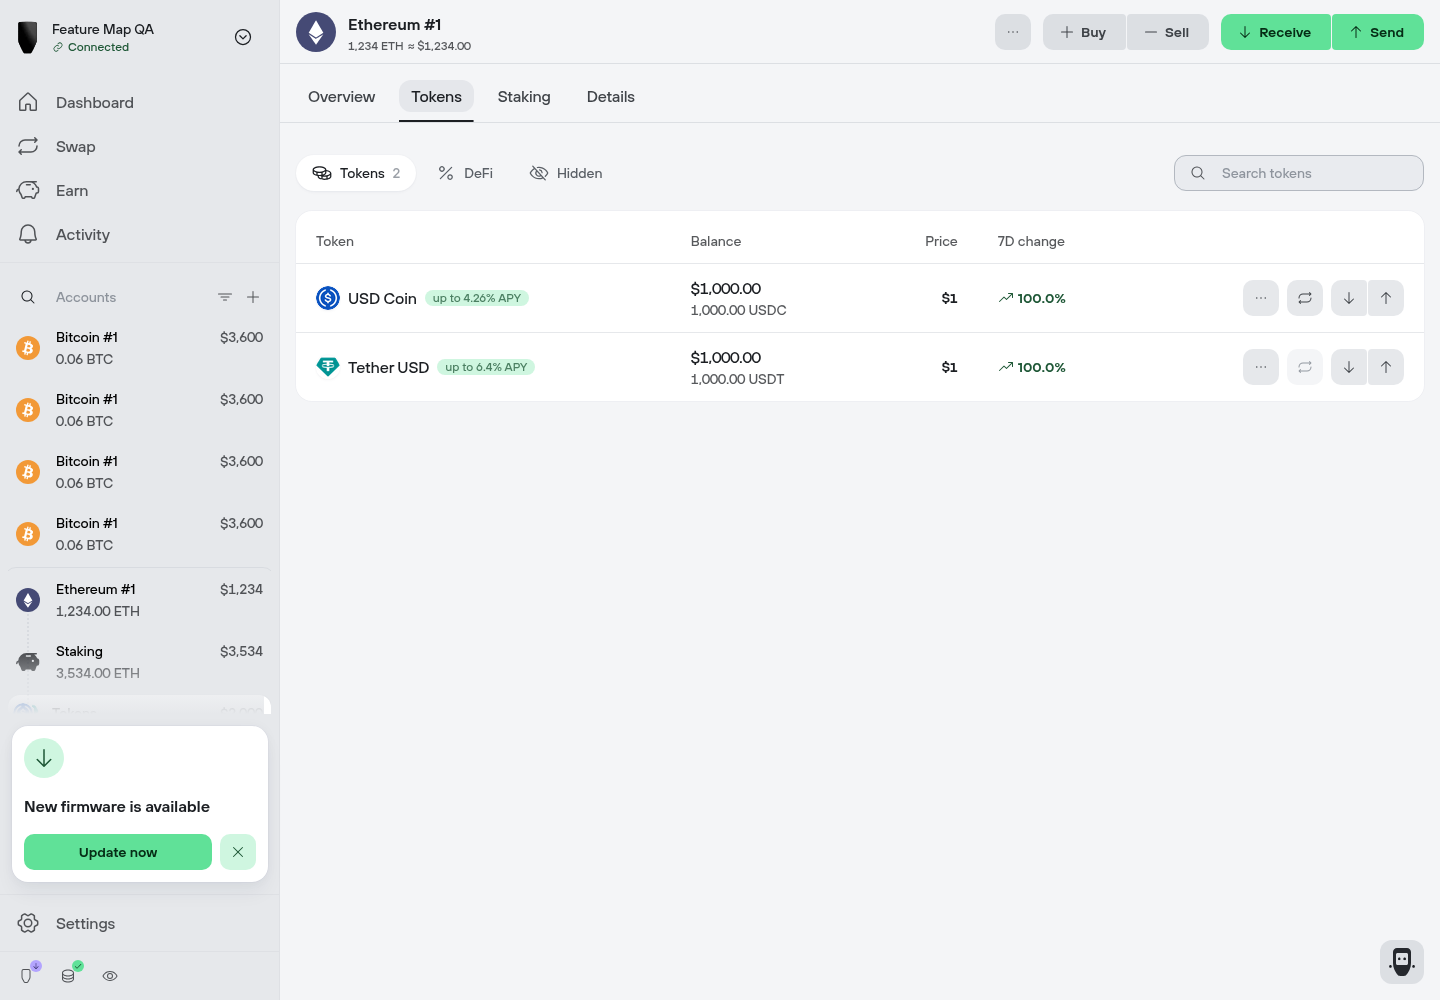 Feature Map QA
Connected
Dashboard
Swap
Earn
Activity
Accounts
Bitcoin #1 $3,600
0.06 BTC
Bitcoin #1 $3,600
0.06 BTC
Bitcoin #1 $3,600
0.06 BTC
Bitcoin #1 $3,600
0.06 BTC
Ethereum #1 $1,234
1,234.00 ETH
Staking $3,534
3,534.00 ETH
New firmware is available
Update now
Settings
Ethereum #1
1,234 ETH ≈ $1,234.00
Buy Sell Receive Send
Overview Tokens Staking Details
Tokens 2 DeFi Hidden Search tokens
Token Balance Price 7D change
USD Coin up to 4.26% APY $1,000.00 $1 100.0%
1,000.00 USDC
Tether USD up to 6.4% APY $1,000.00 $1 100.0%
1,000.00 USDT